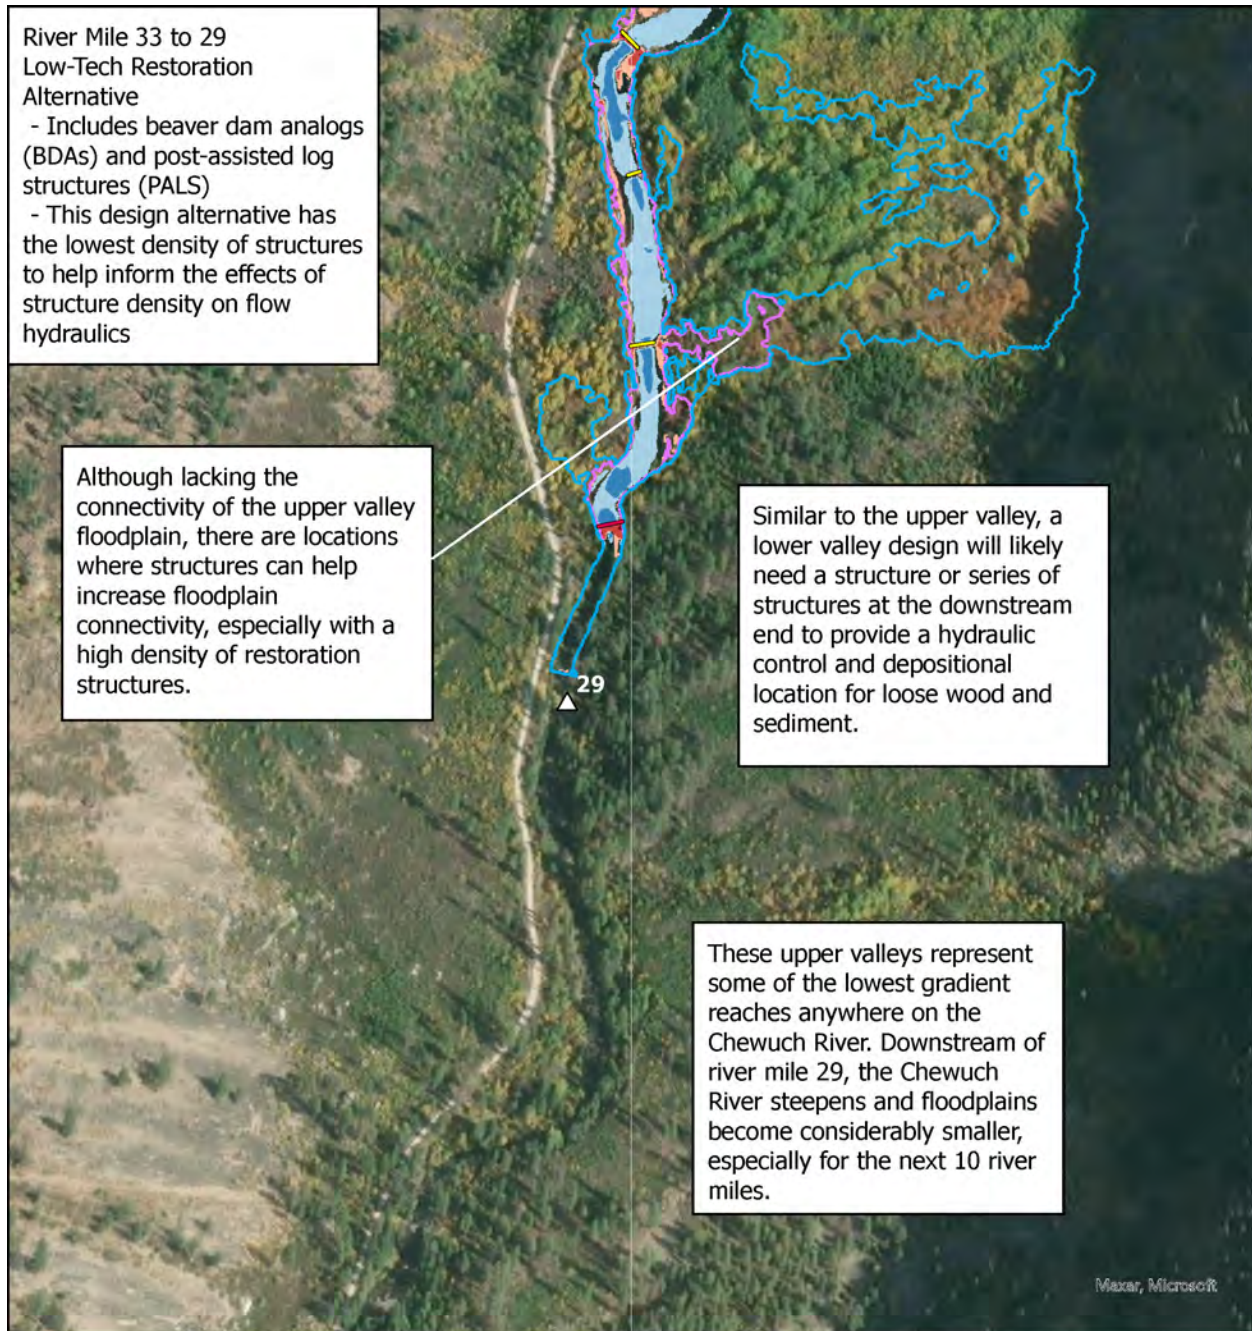 River Mile 33 to 29
Low-Tech Restoration
Alternative
- Includes beaver dam analogs
(BDAs) and post-assisted log
structures (PALS)
- This design alternative has
the lowest density of structures
to help inform the effects of
structure density on flow
hydraulics
Although lacking the
connectivity of the upper valley
floodplain, there are locations
where structures can help
increase floodplain
connectivity, especially with a
high density of restoration
structures.
Similar to the upper valley, a
lower valley design will likely
need a structure or series of
structures at the downstream
end to provide a hydraulic
control and depositional
location for loose wood and
sediment.
29
These upper valleys represent
some of the lowest gradient
reaches anywhere on the
Chewuch River. Downstream of
river mile 29, the Chewuch
River steepens and floodplains
become considerably smaller,
especially for the next 10 river
miles.
Maxar, Microsoft